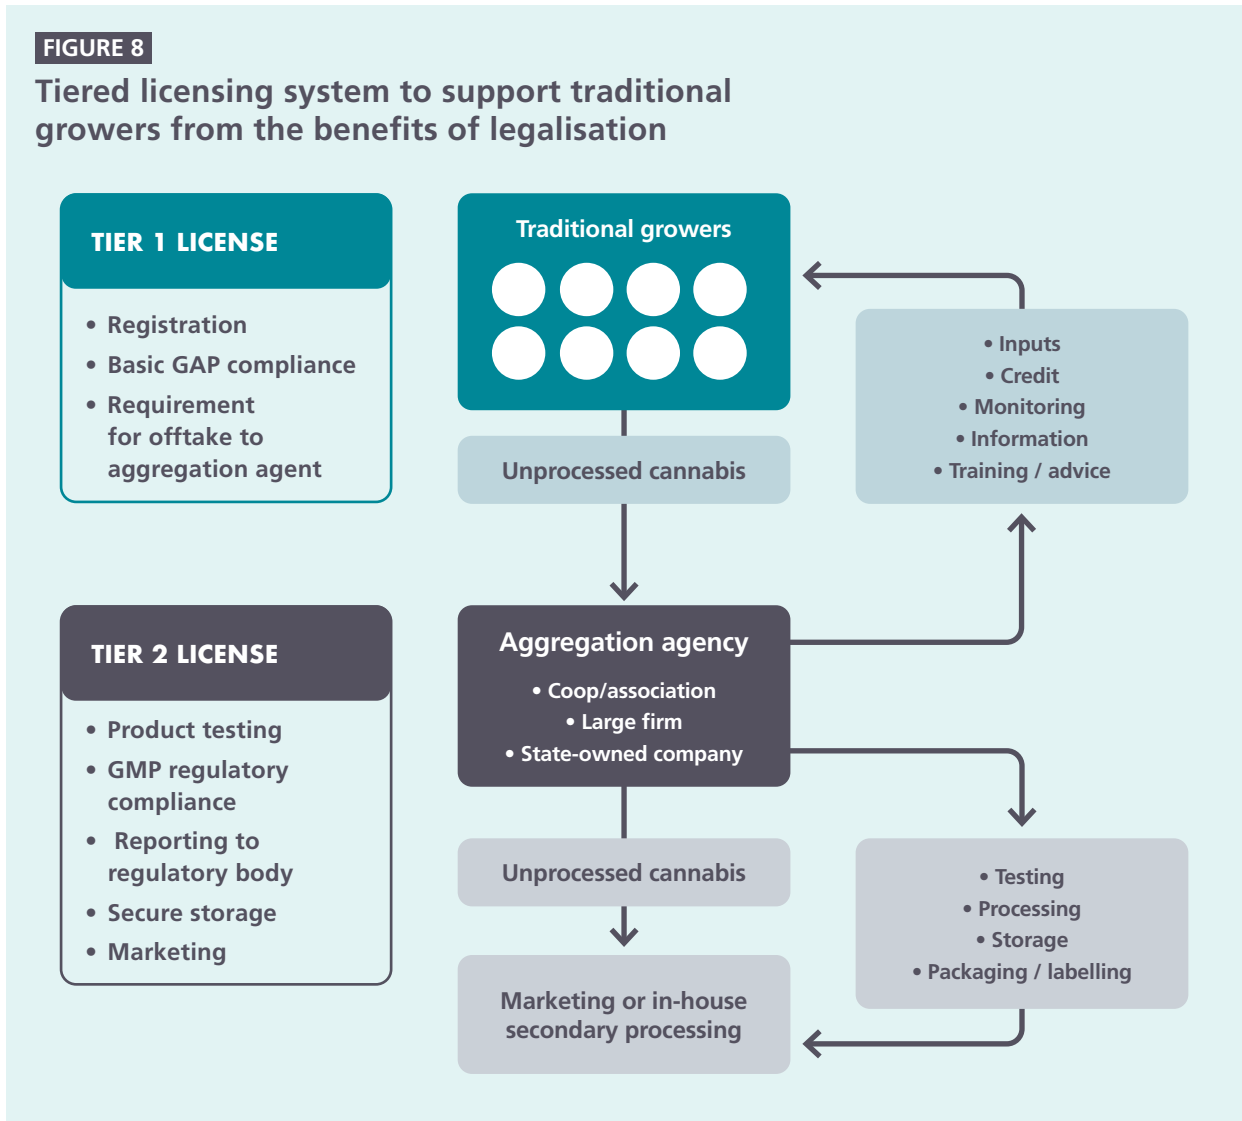 FIGURE 8
Tiered licensing system to support traditional
growers from the benefits of legalisation
TIER 1 LICENSE
• Registration
• Basic GAP compliance
• Requirement
for offtake to
aggregation agent
Traditional growers
Unprocessed cannabis
• Inputs
• Credit
• Monitoring
• Information
• Training / advice
TIER 2 LICENSE
• Product testing
• GMP regulatory
compliance
• Reporting to
regulatory body
• Secure storage
• Marketing
Aggregation agency
• Coop/association
• Large firm
• State-owned company
Unprocessed cannabis
Marketing or in-house
secondary processing
• Testing
• Processing
• Storage
• Packaging / labelling